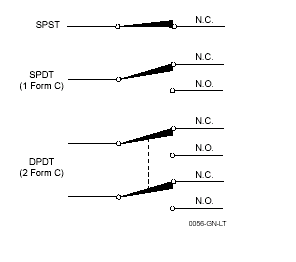 SPST
N.C.
SPDT
(1 Form C)
N.C.
N.O.
DPDT
(2 Form C)
N.C.
N.O.
N.C.
N.O.
0056-GN-LT